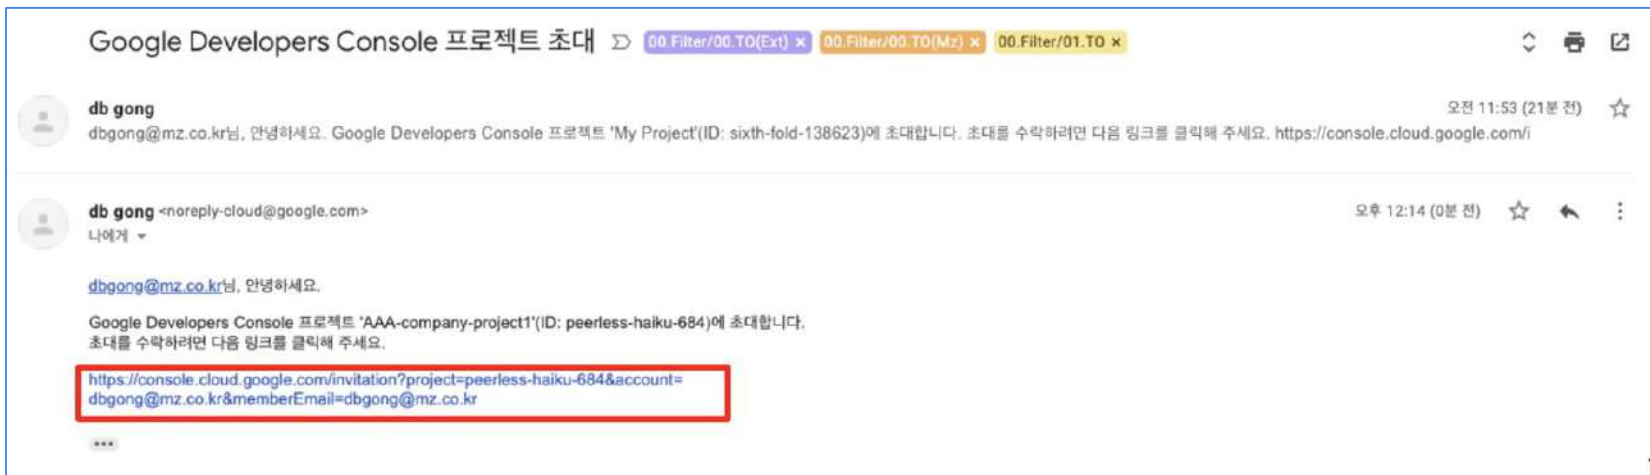 Google Developers Console 프로젝트 초대 00.Filter/00.TO(Ext) × 00.Filter/00.TO(Mz) × 00.Filter/01.TO ×
db gong 오전 11:53 (21분 전)
dbgong@mz.co.kr님, 안녕하세요. Google Developers Console 프로젝트 'My Project'(ID: sixth-fold-138623)에 초대합니다. 초대를 수락하려면 다음 링크를 클릭해 주세요. https://console.cloud.google.com/i
db gong <noreply-cloud@google.com> 오후 12:14 (0분 전)
나에게
dbgong@mz.co.kr님, 안녕하세요.
Google Developers Console 프로젝트 'AAA-company-project1'(ID: peerless-haiku-684)에 초대합니다.
초대를 수락하려면 다음 링크를 클릭해 주세요.
https://console.cloud.google.com/invitation?project=peerless-haiku-684&account=
dbgong@mz.co.kr&memberEmail=dbgong@mz.co.kr